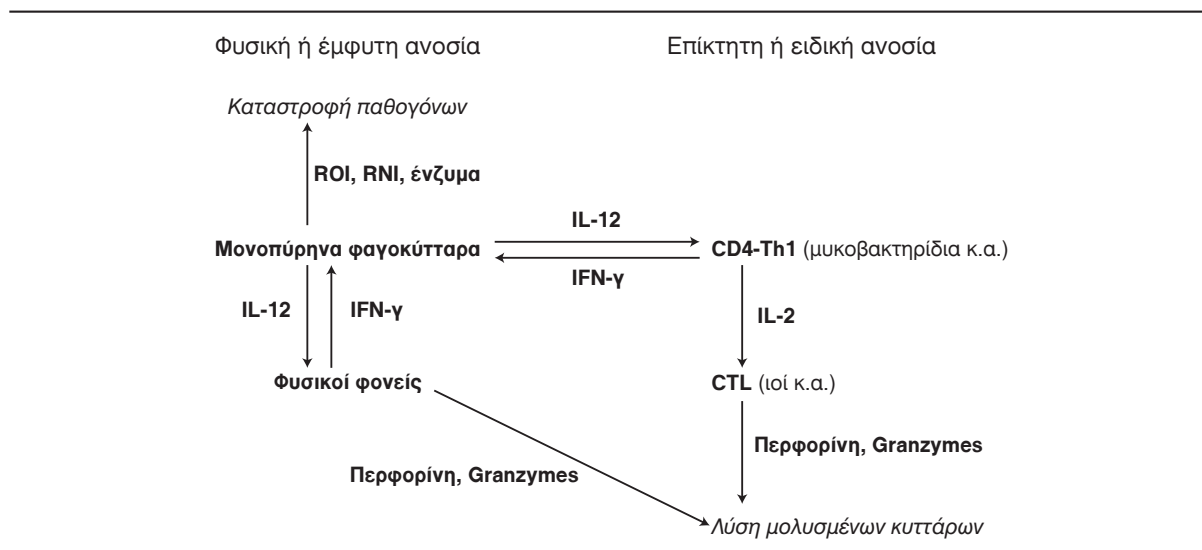 Φυσική ή έμφυτη ανοσία
Επίκτητη ή ειδική ανοσία
Καταστροφή παθογόνων
ROI, RNI, ένζυμα
IL-12
Μονοπύρηνα φαγοκύτταρα
CD4-Th1 (μυκοβακτηρίδια κ.α.)
IFN-γ
IL-12
IFN-γ
IL-2
Φυσικοί φονείς
CTL (ιοί κ.α.)
Περφορίνη, Granzymes
Περφορίνη, Granzymes
Λύση μολυσμένων κυττάρων